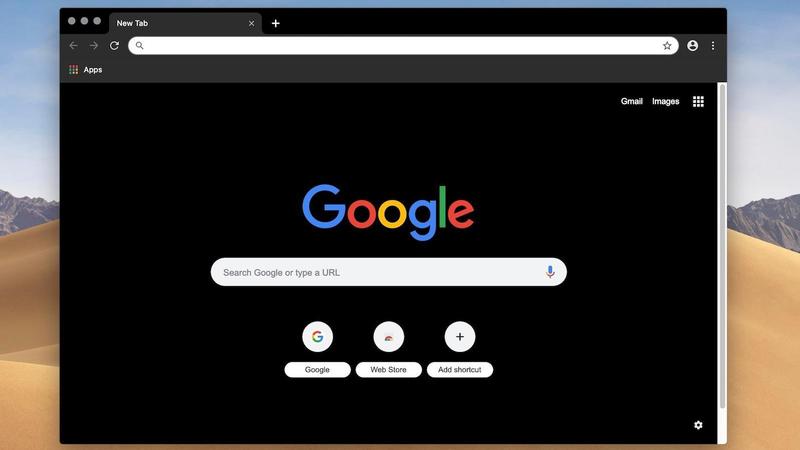 New Tab
Apps
Gmail Images
Google
Search Google or type a URL
Google Web Store Add shortcut